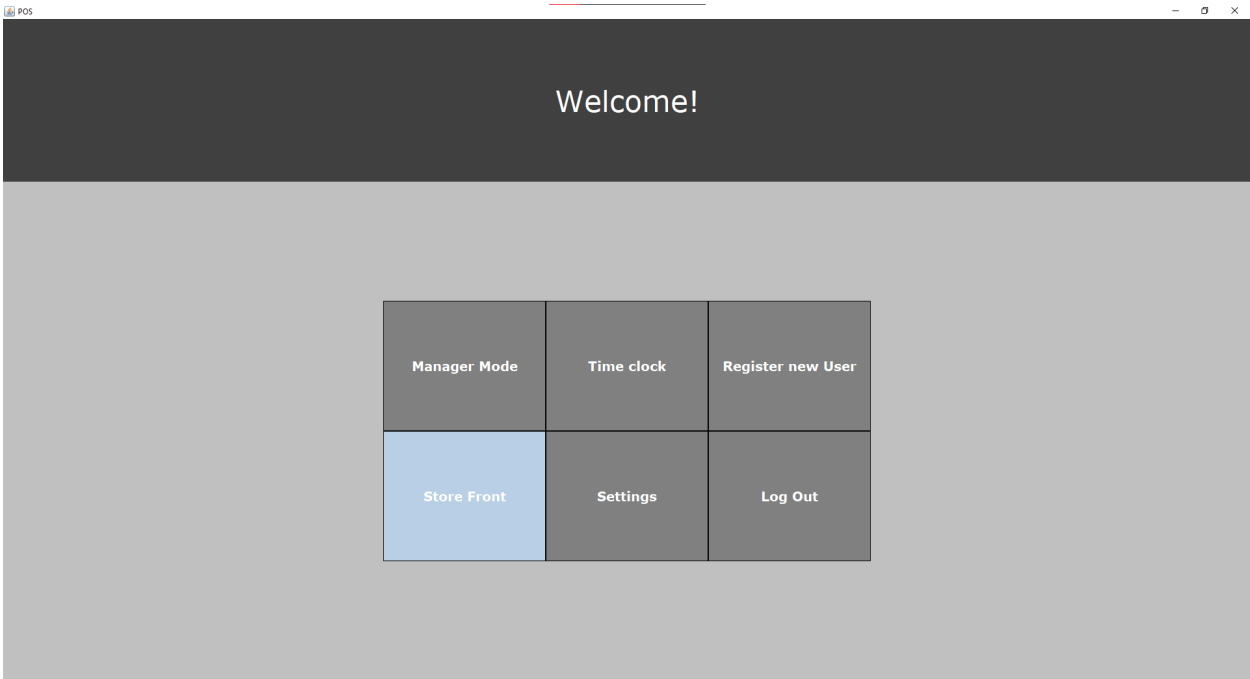 POS
Welcome!
Manager Mode
Time clock
Register new User
Store Front
Settings
Log Out